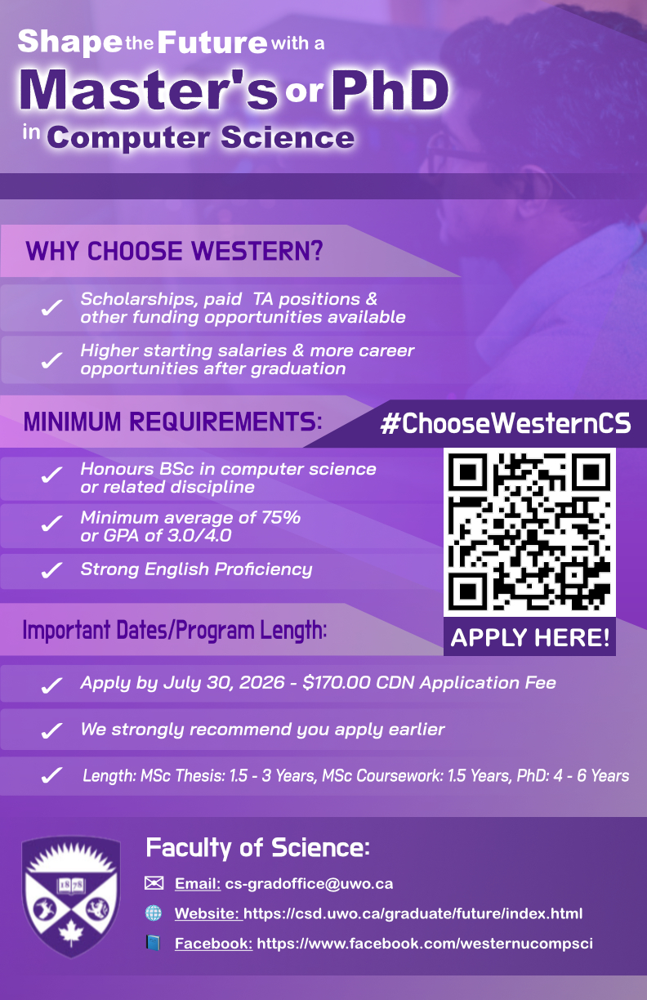 Shape the Future with a
Master's or PhD
in Computer Science
WHY CHOOSE WESTERN?
Scholarships, paid TA positions &
other funding opportunities available
Higher starting salaries & more career
opportunities after graduation
MINIMUM REQUIREMENTS:
#ChooseWesternCS
Honours BSc in computer science
or related discipline
Minimum average of 75%
or GPA of 3.0/4.0
Strong English Proficiency
APPLY HERE!
Important Dates/Program Length:
Apply by July 30, 2026 - $170.00 CDN Application Fee
We strongly recommend you apply earlier
Length: MSc Thesis: 1.5 - 3 Years, MSc Coursework: 1.5 Years, PhD: 4 - 6 Years
Faculty of Science:
Email: cs-gradoffice@uwo.ca
Website: https://csd.uwo.ca/graduate/future/index.html
Facebook: https://www.facebook.com/westernucompsci
1878